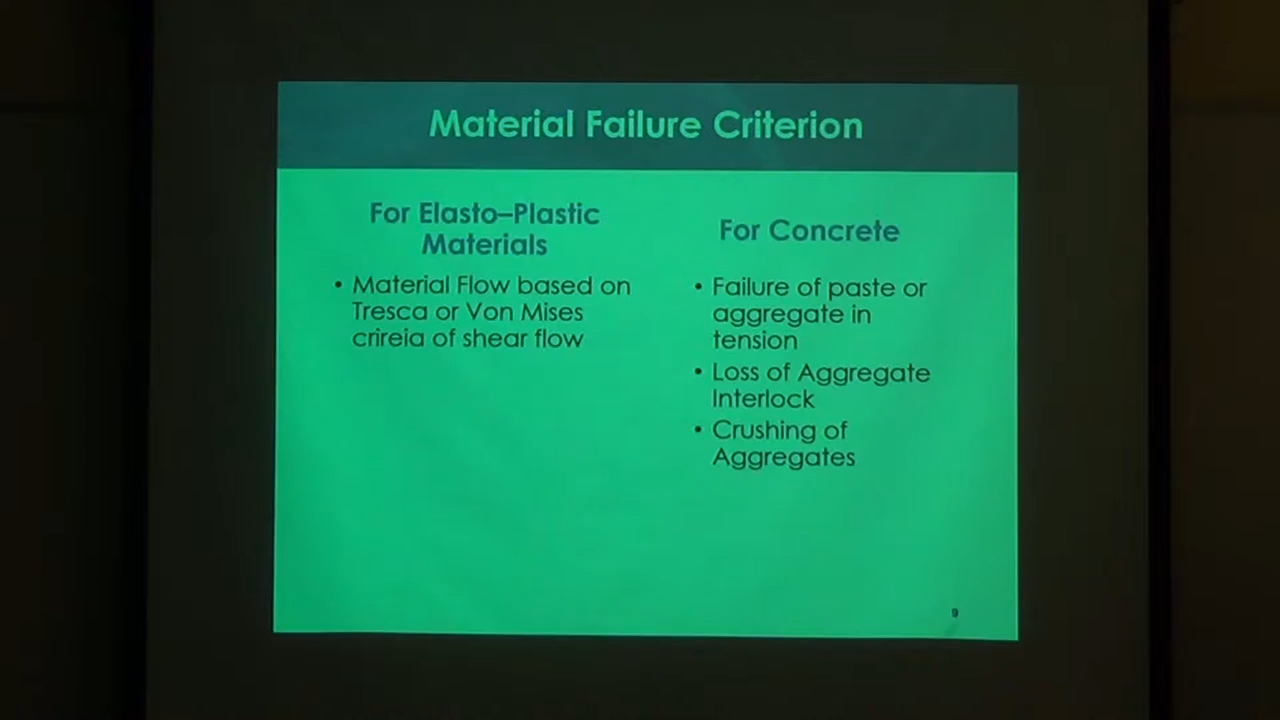 Material Failure Criterion
For Elasto–Plastic
Materials
• Material Flow based on
Tresca or Von Mises
crireia of shear flow
For Concrete
• Failure of paste or
aggregate in
tension
• Loss of Aggregate
Interlock
• Crushing of
Aggregates
9